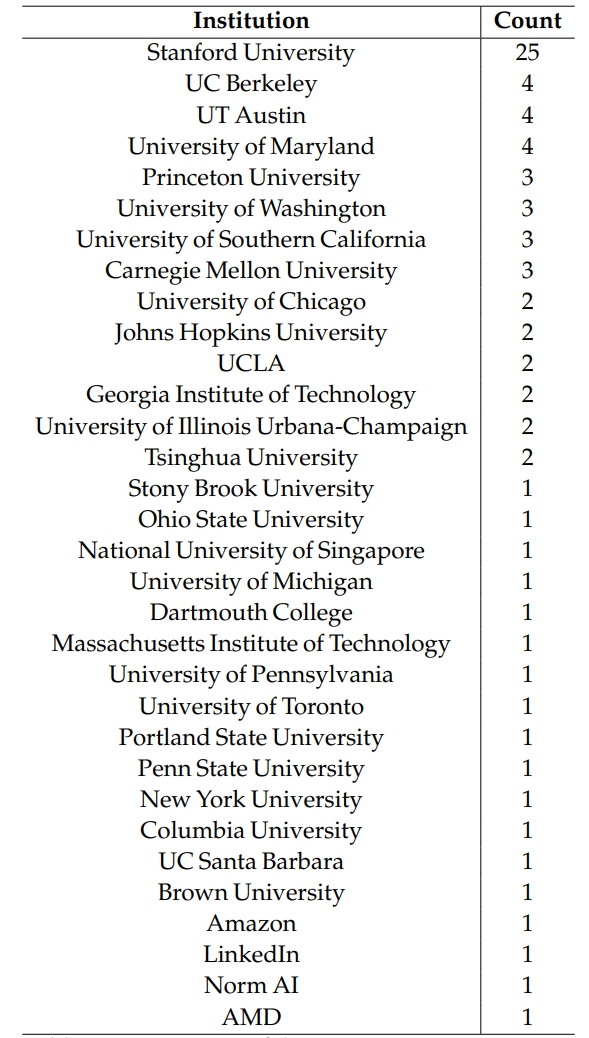 Institution Count
Stanford University 25
UC Berkeley 4
UT Austin 4
University of Maryland 4
Princeton University 3
University of Washington 3
University of Southern California 3
Carnegie Mellon University 3
University of Chicago 2
Johns Hopkins University 2
UCLA 2
Georgia Institute of Technology 2
University of Illinois Urbana-Champaign 2
Tsinghua University 2
Stony Brook University 1
Ohio State University 1
National University of Singapore 1
University of Michigan 1
Dartmouth College 1
Massachusetts Institute of Technology 1
University of Pennsylvania 1
University of Toronto 1
Portland State University 1
Penn State University 1
New York University 1
Columbia University 1
UC Santa Barbara 1
Brown University 1
Amazon 1
LinkedIn 1
Norm AI 1
AMD 1